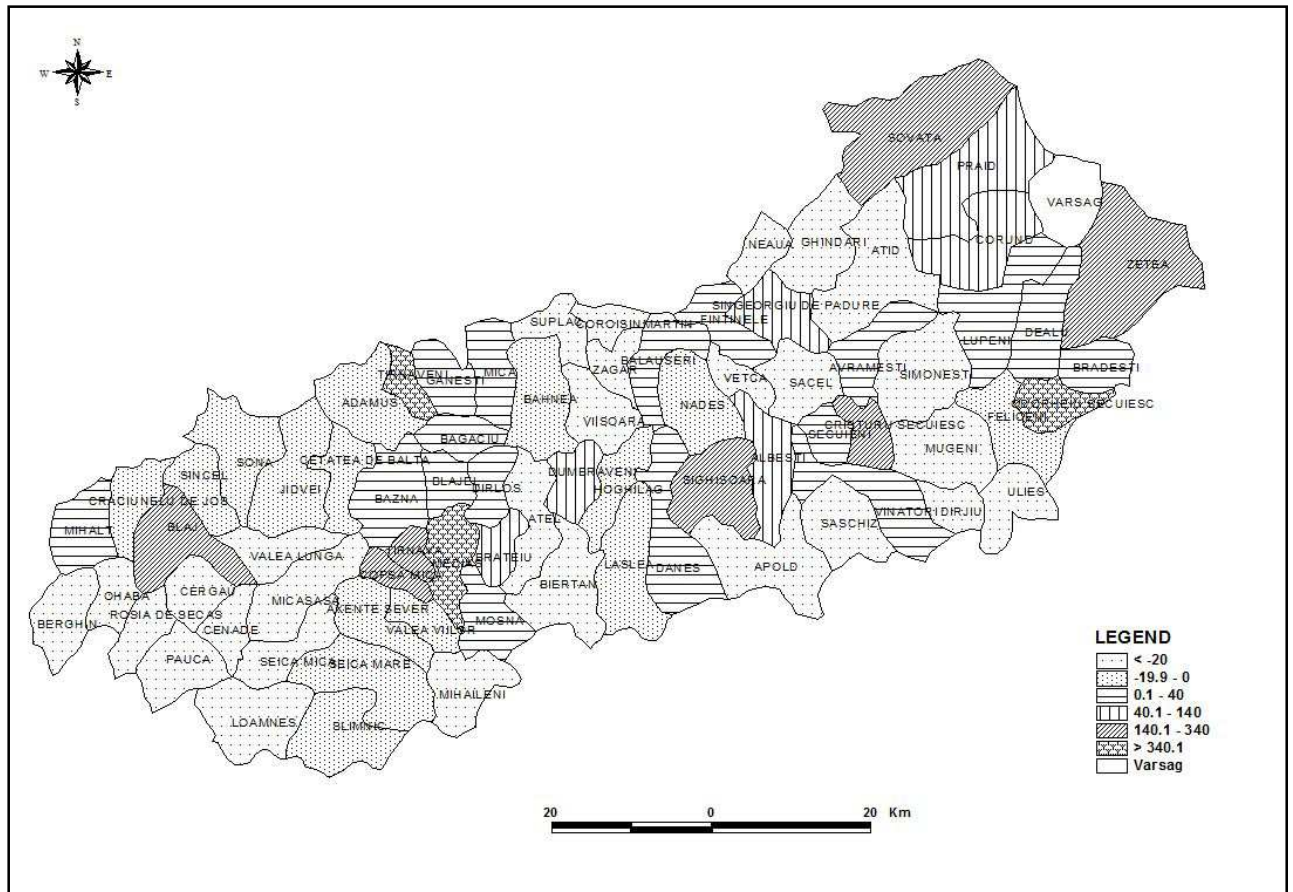 N
W E
S
SOVATA
PRAID
VARSAG
NEAUA
GHINDARI
ATID
CORUND
ZETEA
SINGEORGIU DE PADURE
FINTINELE
SUPLAC
COROISINMARTIN
DEALU
LUPENI
BALAUSERI
AVRAMESTI
BRADESTI
TIRNAVENI
GANESTI
MICA
ZAGAR
VETCA
SACEL
SIMONESTI
ADAMUS
BAHNEA
NADES
ODORHEIU SECUIESC
FELICENI
VIISOARA
CRISTURU SECUIESC
SECUIENI
BAGACIU
MUGENI
SONA
CETATEA DE BALTA
ALBESTI
SINCEL
DUMBRAVENI
JIDVEI
BLAJEL
BIRLOS
HOGHILAG
SIGHISOARA
ULIES
CRACIUNELU DE JOS
BAZNA
VINATORI
DIRJIU
MIHALT
BLAJ
ATEL
SASCHIZ
VALEA LUNGA
TIRNAVA
BRATEIU
MEDIAS
LASLEA
DANES
APOLD
COPSA MICA
BIERTAN
OHABA
CERGAU
MICASASA
AXENTE SEVER
ROSIA DE SECAS
BERGHIN
CENADE
VALEA VIILOR
MOSNA
PAUCA
SEICA MICA
SEICA MARE
MIHAILENI
LOAMNES
SLIMNIC
LEGEND
< -20
-19.9 - 0
0.1 - 40
40.1 - 140
140.1 - 340
> 340.1
Varsag
20 0 20 Km